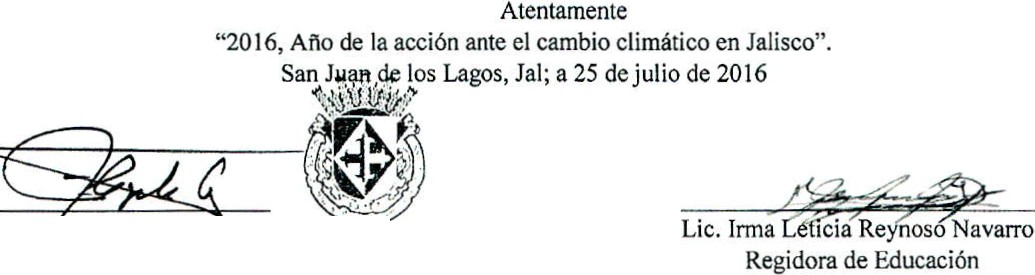 Atentamente
“2016, Año de la acción ante el cambio climático en Jalisco”.
San Juan de los Lagos, Jal; a 25 de julio de 2016
Lic. Irma Leticia Reynoso Navarro
Regidora de Educación